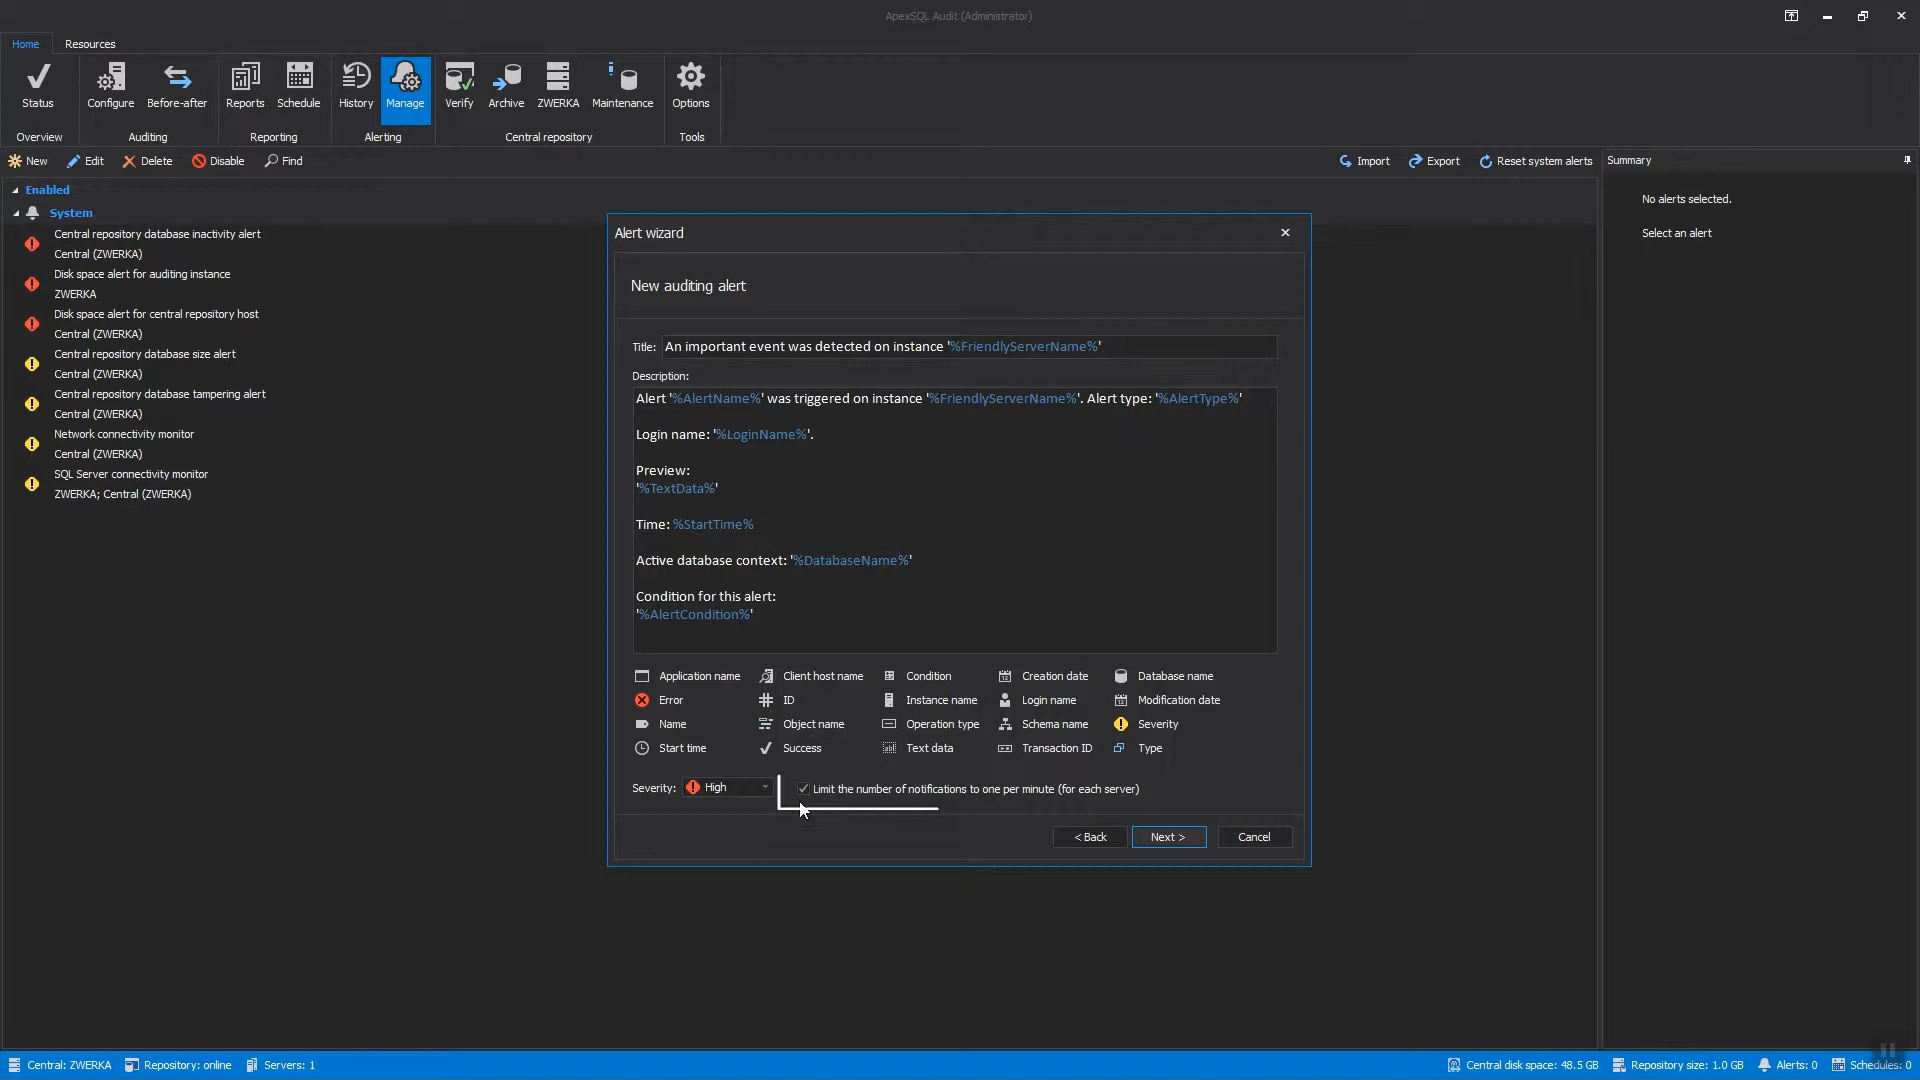 ApexSQL Audit (Administrator)
Home Resources
Status Configure Before-after Reports Schedule History Manage Verify Archive ZWERKA Maintenance Options
Overview Auditing Reporting Alerting Central repository Tools
New Edit Delete Disable Find Import Export Reset system alerts Summary
Enabled
System
Central repository database inactivity alert
Central (ZWERKA)
Disk space alert for auditing instance
ZWERKA
Disk space alert for central repository host
Central (ZWERKA)
Central repository database size alert
Central (ZWERKA)
Central repository database tampering alert
Central (ZWERKA)
Network connectivity monitor
Central (ZWERKA)
SQL Server connectivity monitor
ZWERKA; Central (ZWERKA)
Alert wizard
New auditing alert
Title: An important event was detected on instance '%FriendlyServerName%'
Description:
Alert '%AlertName%' was triggered on instance '%FriendlyServerName%'. Alert type: '%AlertType%'
Login name: '%LoginName%'.
Preview:
'%TextData%'
Time: %StartTime%
Active database context: '%DatabaseName%'
Condition for this alert:
'%AlertCondition%'
Application name Client host name Condition Creation date Database name
Error ID Instance name Login name Modification date
Name Object name Operation type Schema name Severity
Start time Success Text data Transaction ID Type
Severity: High Limit the number of notifications to one per minute (for each server)
< Back Next > Cancel
No alerts selected.
Select an alert
Central: ZWERKA Repository: online Servers: 1 Central disk space: 48.5 GB Repository size: 1.0 GB Alerts: 0 Schedules: 0